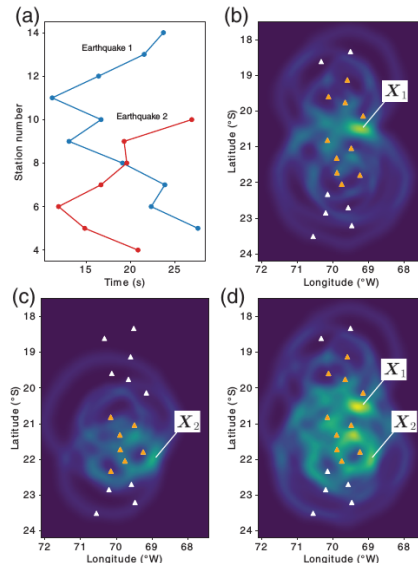 (a)
Earthquake 1
Earthquake 2
Station number
14
12
10
8
6
4
15
20
25
Time (s)
(b)
X1
Latitude (°S)
18
19
20
21
22
23
24
72
71
70
69
68
Longitude (°W)
(c)
X2
Latitude (°S)
18
19
20
21
22
23
24
72
71
70
69
68
Longitude (°W)
(d)
X1
X2
Latitude (°S)
18
19
20
21
22
23
24
72
71
70
69
68
Longitude (°W)